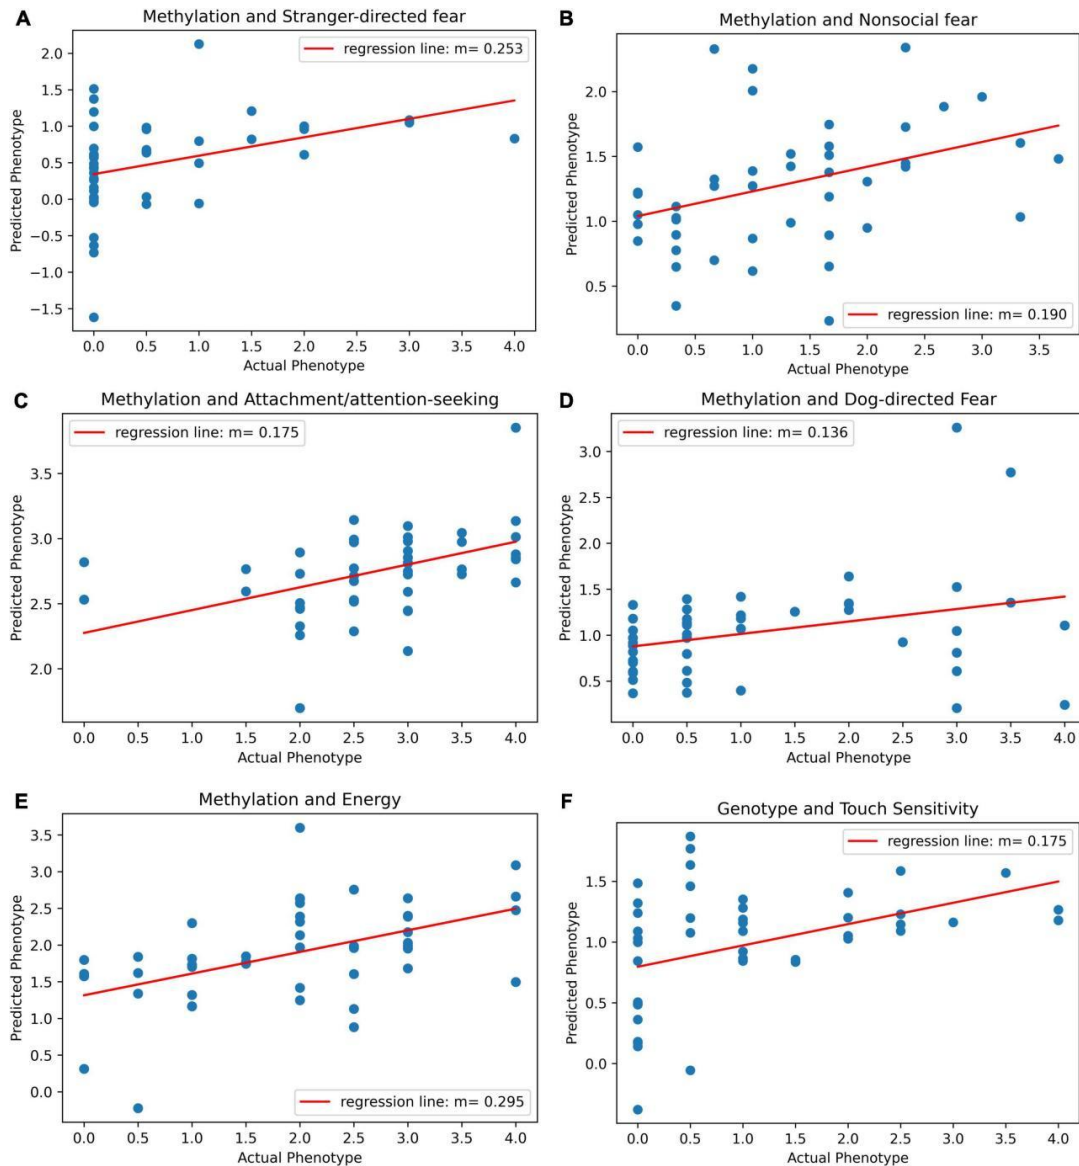 A
Methylation and Stranger-directed fear
regression line: m= 0.253
Predicted Phenotype
2.0
1.5
1.0
0.5
0.0
−0.5
−1.0
−1.5
0.0 0.5 1.0 1.5 2.0 2.5 3.0 3.5 4.0
Actual Phenotype
B
Methylation and Nonsocial fear
Predicted Phenotype
2.0
1.5
1.0
0.5
regression line: m= 0.190
0.0 0.5 1.0 1.5 2.0 2.5 3.0 3.5
Actual Phenotype
C
Methylation and Attachment/attention-seeking
regression line: m= 0.175
Predicted Phenotype
3.5
3.0
2.5
2.0
0.0 0.5 1.0 1.5 2.0 2.5 3.0 3.5 4.0
Actual Phenotype
D
Methylation and Dog-directed Fear
regression line: m= 0.136
Predicted Phenotype
3.0
2.5
2.0
1.5
1.0
0.5
0.0 0.5 1.0 1.5 2.0 2.5 3.0 3.5 4.0
Actual Phenotype
E
Methylation and Energy
Predicted Phenotype
3.5
3.0
2.5
2.0
1.5
1.0
0.5
0.0
regression line: m= 0.295
0.0 0.5 1.0 1.5 2.0 2.5 3.0 3.5 4.0
Actual Phenotype
F
Genotype and Touch Sensitivity
regression line: m= 0.175
Predicted Phenotype
1.5
1.0
0.5
0.0
0.0 0.5 1.0 1.5 2.0 2.5 3.0 3.5 4.0
Actual Phenotype